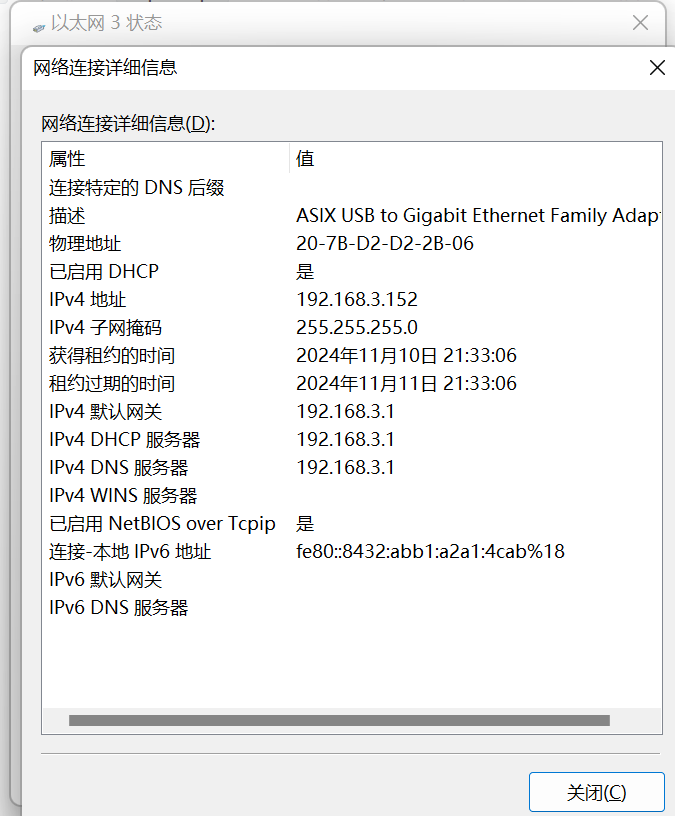 以太网 3 状态
网络连接详细信息
网络连接详细信息(D):
属性 值
连接特定的 DNS 后缀
描述 ASIX USB to Gigabit Ethernet Family Adap
物理地址 20-7B-D2-D2-2B-06
已启用 DHCP 是
IPv4 地址 192.168.3.152
IPv4 子网掩码 255.255.255.0
获得租约的时间 2024年11月10日 21:33:06
租约过期的时间 2024年11月11日 21:33:06
IPv4 默认网关 192.168.3.1
IPv4 DHCP 服务器 192.168.3.1
IPv4 DNS 服务器 192.168.3.1
IPv4 WINS 服务器
已启用 NetBIOS over Tcpip 是
连接-本地 IPv6 地址 fe80::8432:abb1:a2a1:4cab%18
IPv6 默认网关
IPv6 DNS 服务器
关闭(C)